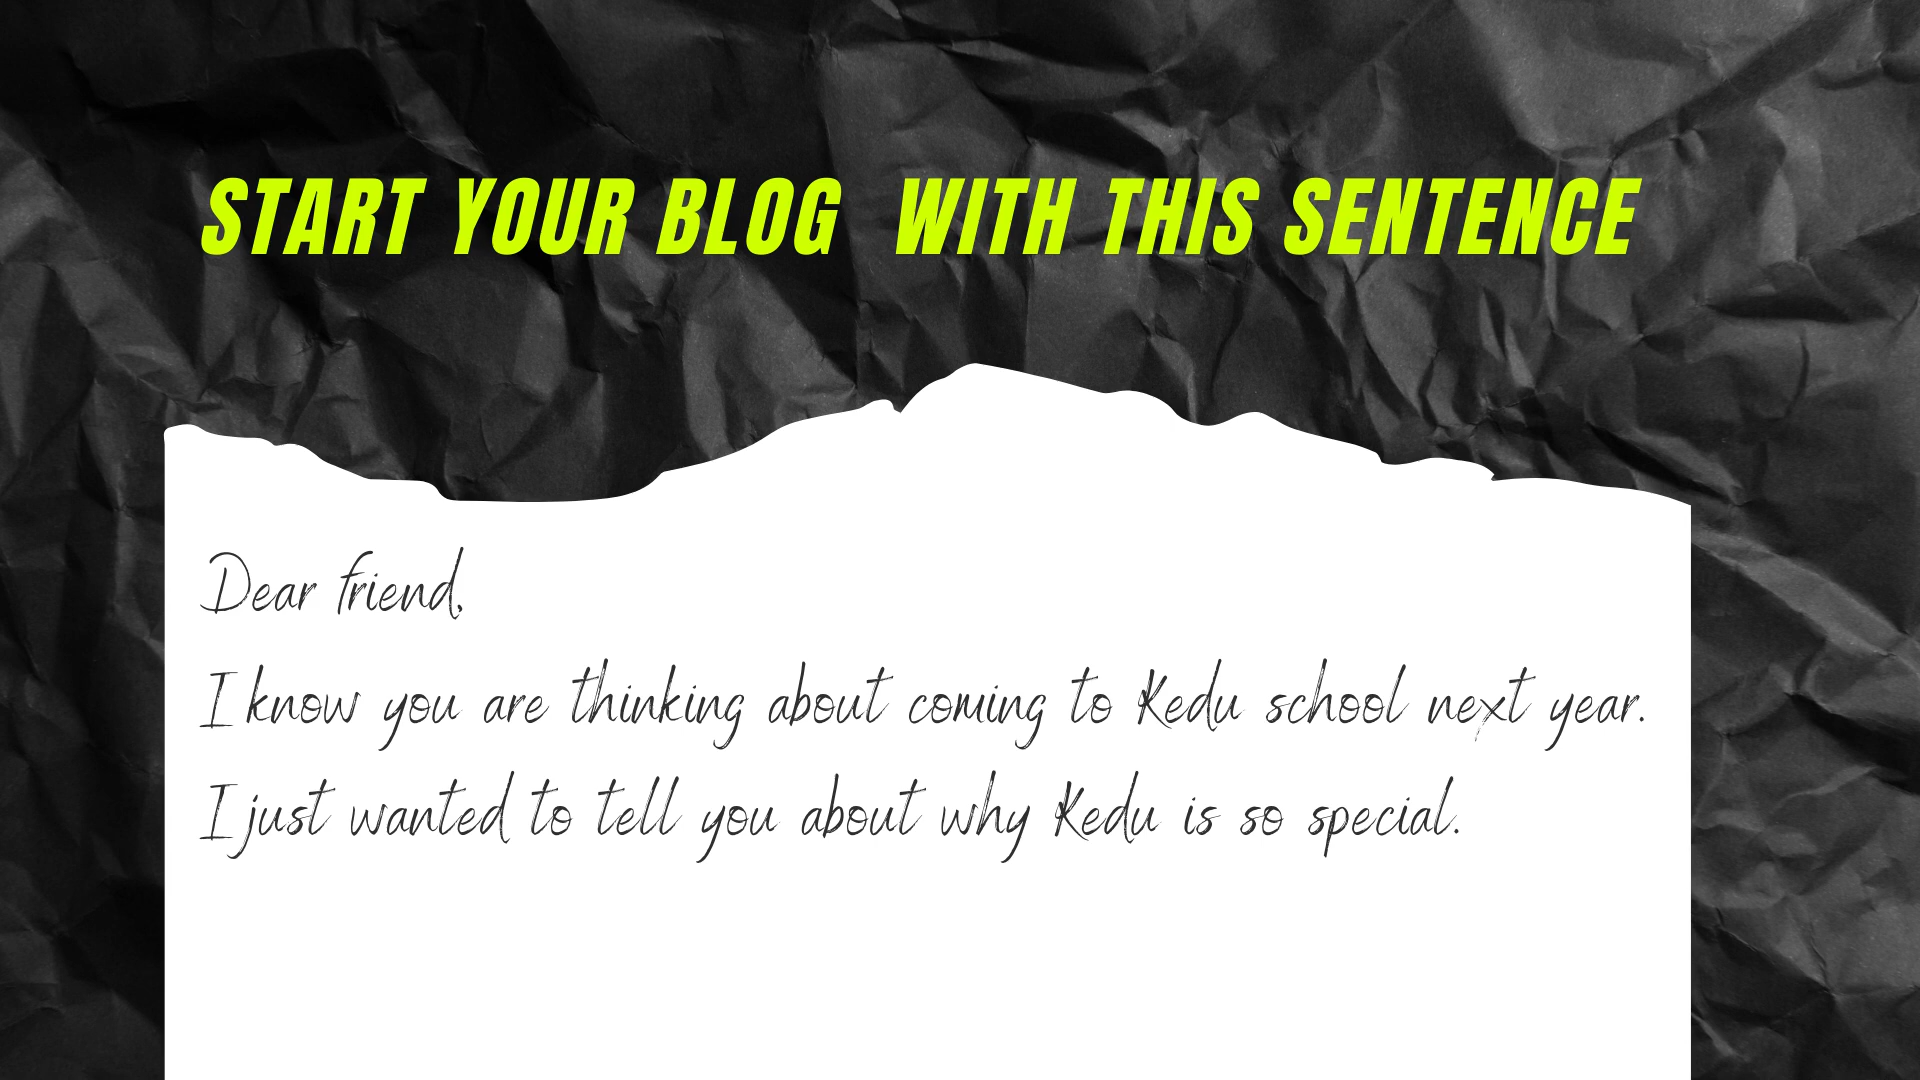 START YOUR BLOG WITH THIS SENTENCE
Dear friend,
I know you are thinking about coming to Kedu school next year.
I just wanted to tell you about why Kedu is so special.